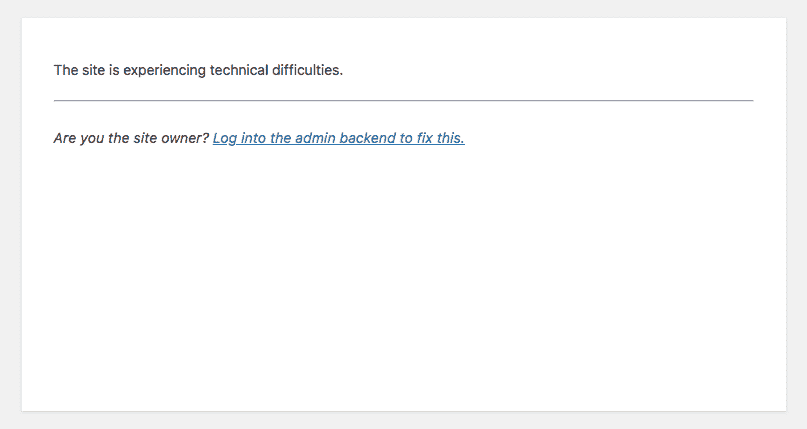 The site is experiencing technical difficulties.
Are you the site owner? Log into the admin backend to fix this.